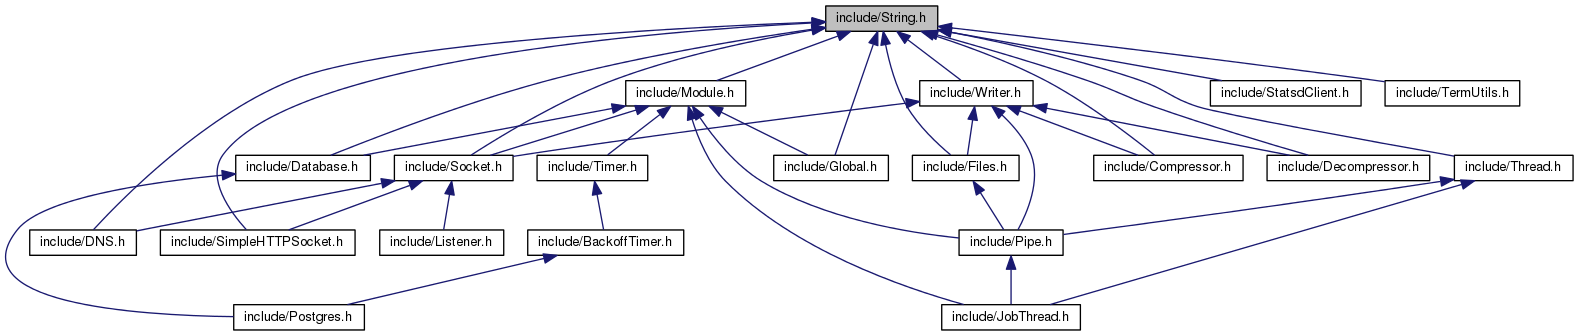 include/String.h
include/Module.h
include/Writer.h
include/StatsdClient.h
include/TermUtils.h
include/Database.h
include/Socket.h
include/Timer.h
include/Global.h
include/Files.h
include/Compressor.h
include/Decompressor.h
include/Thread.h
include/DNS.h
include/SimpleHTTPSocket.h
include/Listener.h
include/BackoffTimer.h
include/Pipe.h
include/Postgres.h
include/JobThread.h